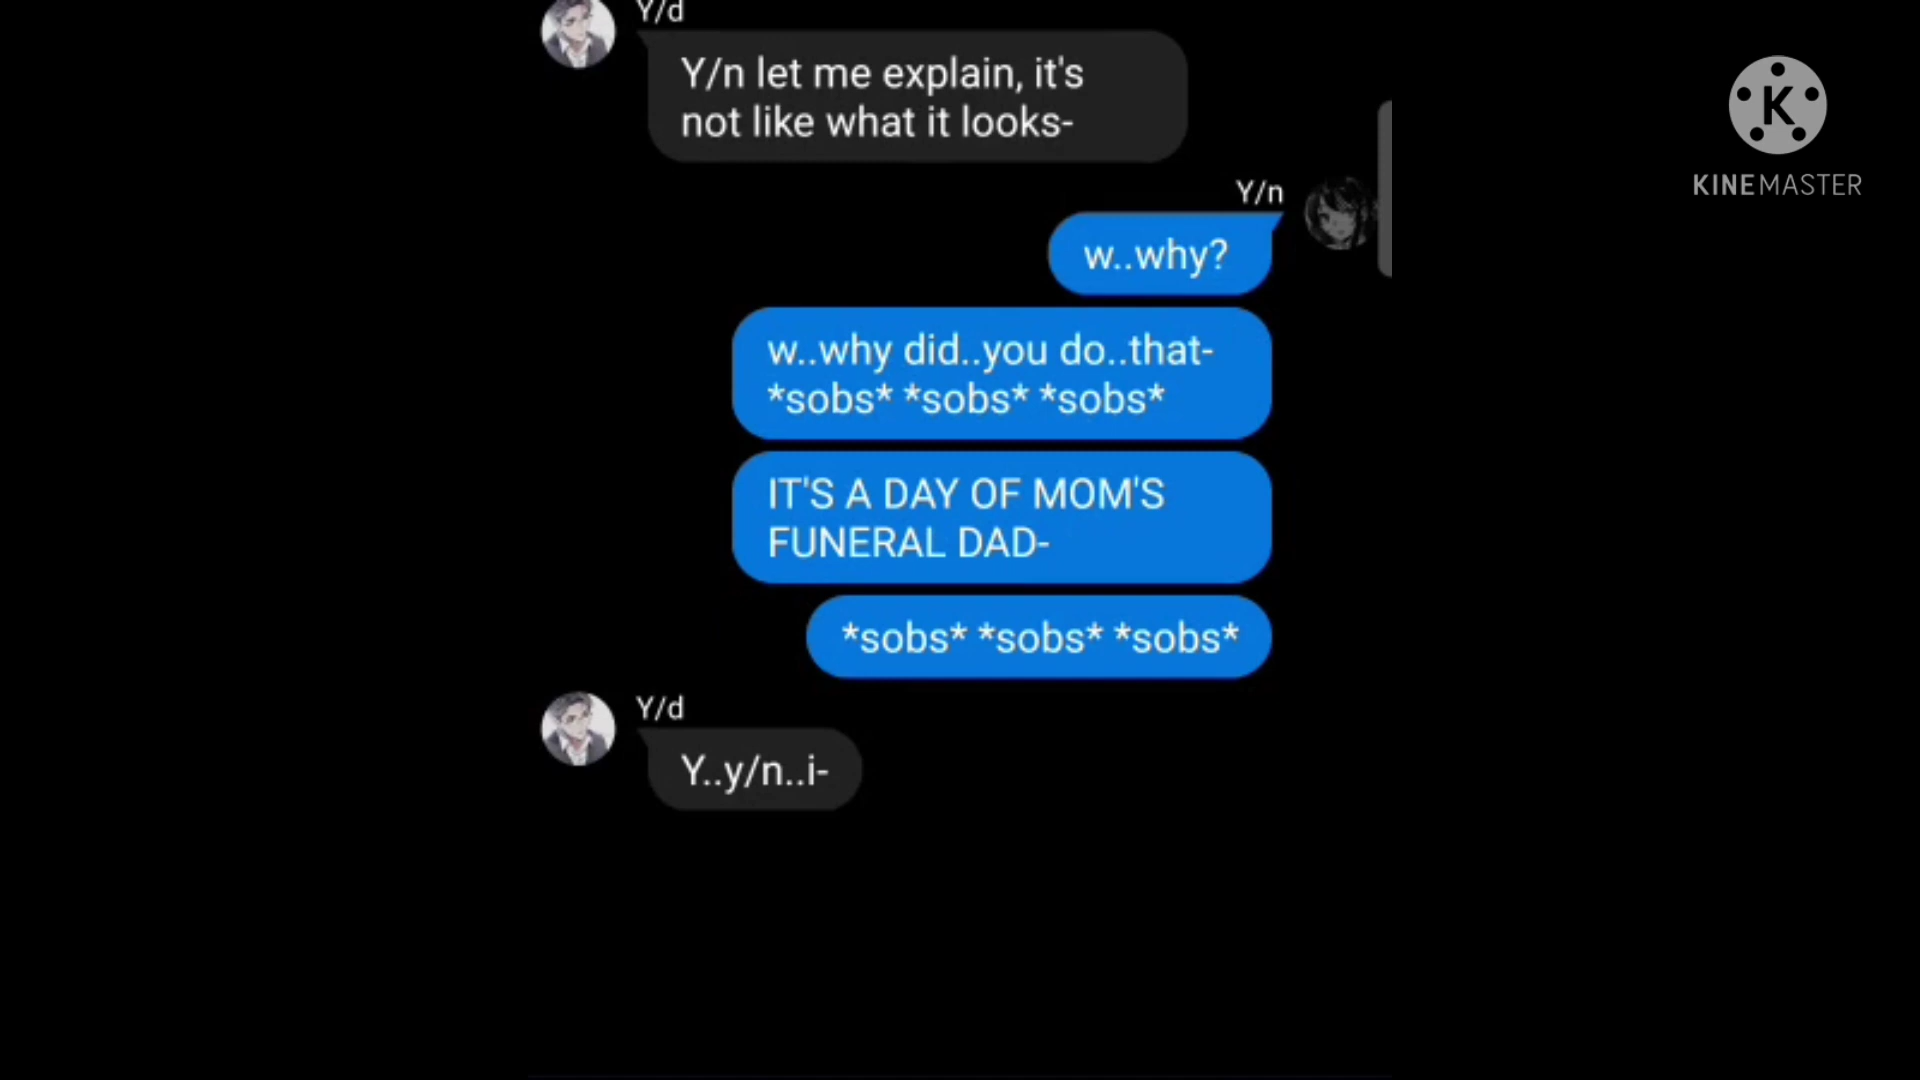 Y/d
Y/n let me explain, it's
not like what it looks-
Y/n
w..why?
w..why did..you do..that-
*sobs* *sobs* *sobs*
IT'S A DAY OF MOM'S
FUNERAL DAD-
*sobs* *sobs* *sobs*
Y/d
Y..y/n..i-
K
KINEMASTER